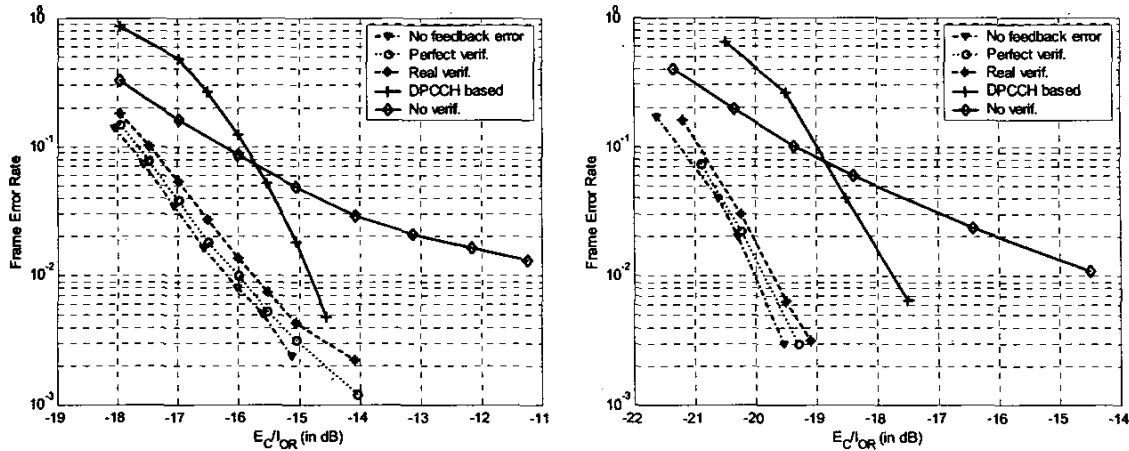 No feedback error
Perfect verif.
Real verif.
DPCCH based
No verif.
10^0
10^-1
10^-2
10^-3
Frame Error Rate
-19 -18 -17 -16 -15 -14 -13 -12 -11
E_C/I_OR (in dB)
No feedback error
Perfect verif.
Real verif.
DPCCH based
No verif.
10^0
10^-1
10^-2
10^-3
Frame Error Rate
-22 -21 -20 -19 -18 -17 -16 -15 -14
E_C/I_OR (in dB)